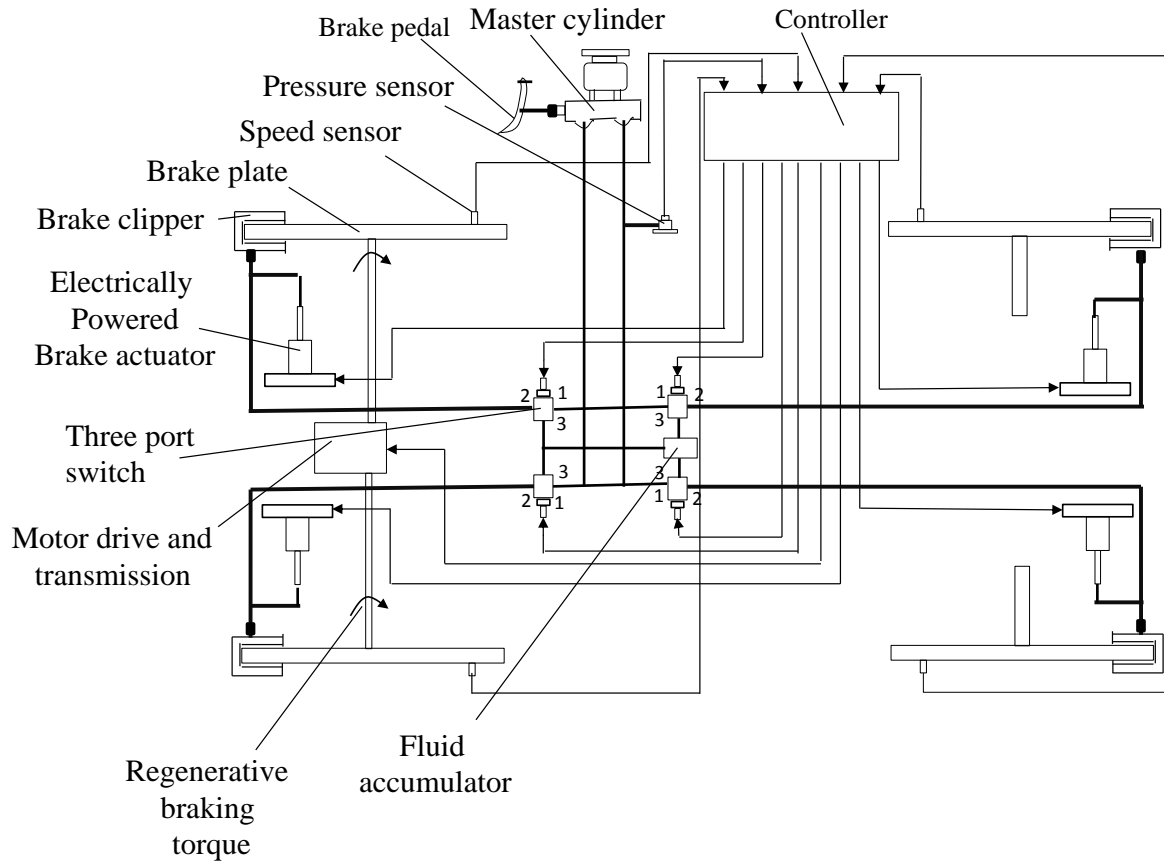 Brake pedal
Master cylinder
Controller
Pressure sensor
Speed sensor
Brake plate
Brake clipper
Electrically
Powered
Brake actuator
2 1
3
1 2
3
Three port
switch
3
2 1
3
1 2
Motor drive and
transmission
Fluid
accumulator
Regenerative
braking
torque